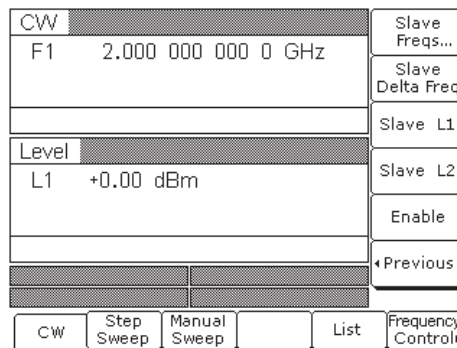 CW
F1 2.000 000 000 0 GHz
Level
L1 +0.00 dBm
Slave
Freqs...
Slave
Delta Freq
Slave L1
Slave L2
Enable
Previous
CW
Step
Sweep
Manual
Sweep
List
Frequency
Control